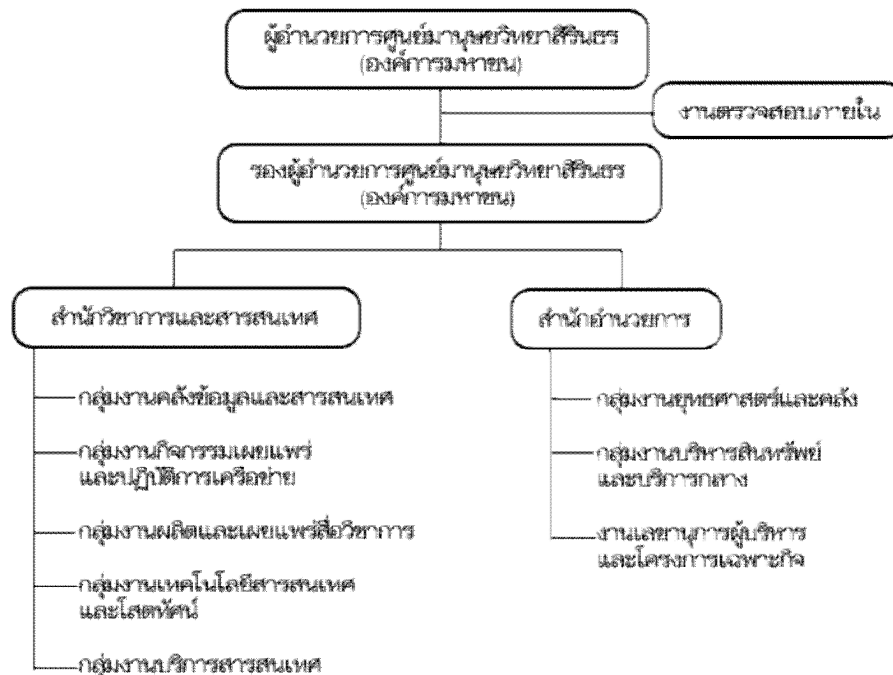 ผู้อำนวยการศูนย์มานุษยวิทยาสิรินธร
(องค์การมหาชน)
งานตรวจสอบภายใน
รองผู้อำนวยการศูนย์มานุษยวิทยาสิรินธร
(องค์การมหาชน)
สำนักวิชาการและสารสนเทศ
กลุ่มงานคลังข้อมูลและสารสนเทศ
กลุ่มงานกิจกรรมเผยแพร่
และปฏิบัติการเครือข่าย
กลุ่มงานผลิตและเผยแพร่สื่อวิชาการ
กลุ่มงานเทคโนโลยีสารสนเทศ
และโสตทัศน์
กลุ่มงานบริการสารสนเทศ
สำนักอำนวยการ
กลุ่มงานยุทธศาสตร์และคลัง
กลุ่มงานบริหารสินทรัพย์
และบริการกลาง
งานเลขานุการผู้บริหาร
และโครงการเฉพาะกิจ